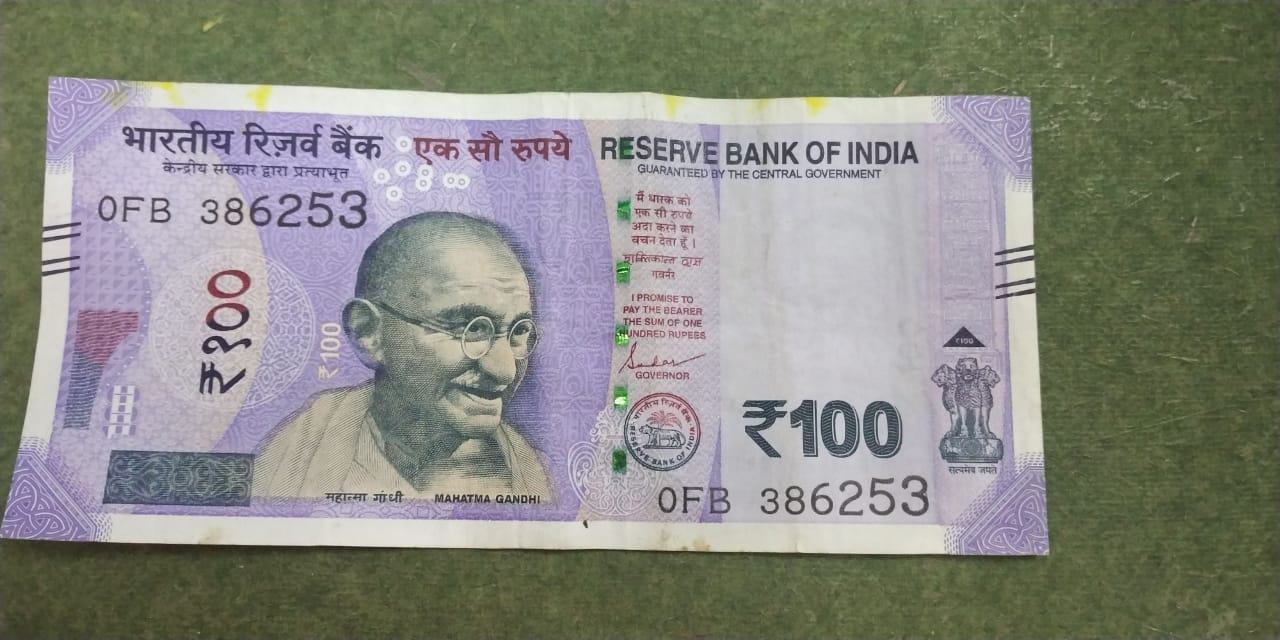 भारतीय रिज़र्व बैंक
केन्द्रीय सरकार द्वारा प्रत्याभूत
एक सौ रुपये
RESERVE BANK OF INDIA
GUARANTEED BY THE CENTRAL GOVERNMENT
0FB 386253
₹१००
₹100
मैं धारक को
एक सौ रुपये
अदा करने का
वचन देता हूँ ।
शक्तिकान्त दास
गवर्नर
I PROMISE TO
PAY THE BEARER
THE SUM OF ONE
HUNDRED RUPEES
GOVERNOR
भारतीय रिज़र्व बैंक
RESERVE BANK OF INDIA
₹100
₹100
सत्यमेव जयते
महात्मा गांधी
MAHATMA GANDHI
0FB 386253